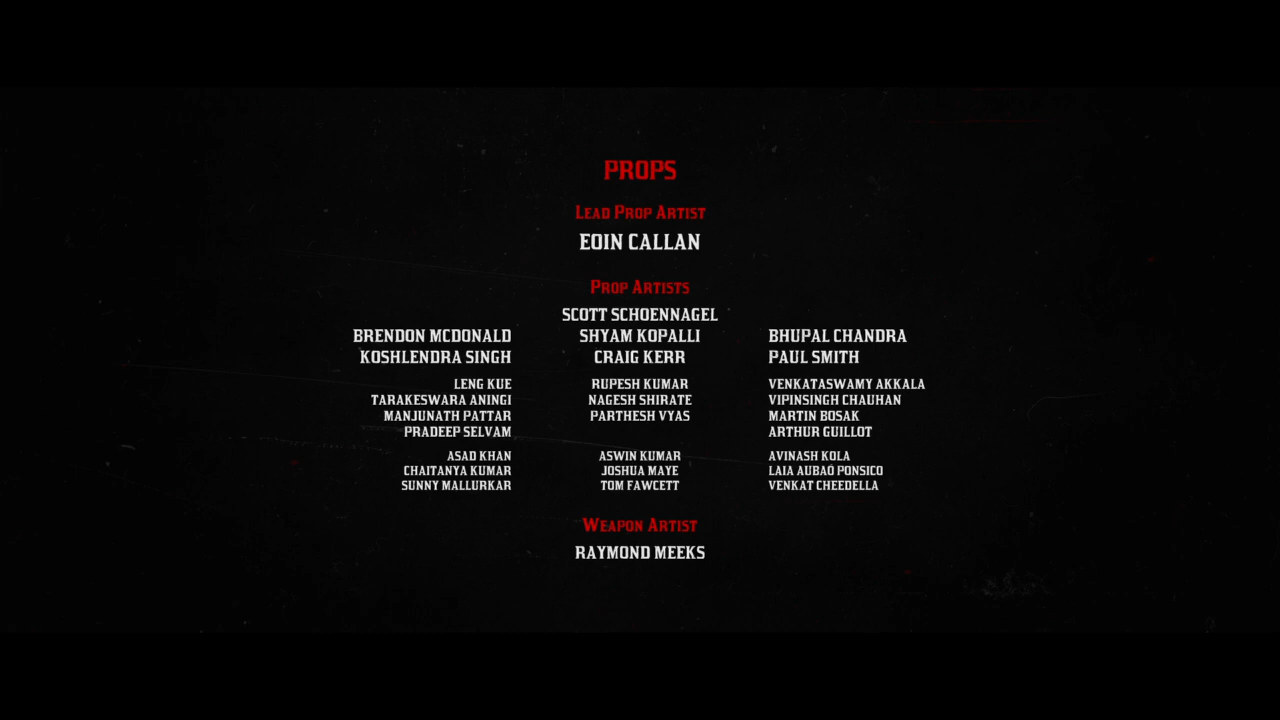 PROPS
Lead Prop Artist
EOIN CALLAN
Prop Artists
SCOTT SCHOENNAGEL
BRENDON MCDONALD SHYAM KOPALLI BHUPAL CHANDRA
KOSHLENDRA SINGH CRAIG KERR PAUL SMITH
LENG KUE RUPESH KUMAR VENKATASWAMY AKKALA
TARAKESWARA ANINGI NAGESH SHIRATE VIPINSINGH CHAUHAN
MANJUNATH PATTAR PARTHESH VYAS MARTIN BOSAK
PRADEEP SELVAM ARTHUR GUILLOT
ASAD KHAN ASWIN KUMAR AVINASH KOLA
CHAITANYA KUMAR JOSHUA MAYE LAIA AUBAÓ PONSICO
SUNNY MALLURKAR TOM FAWCETT VENKAT CHEEDELLA
Weapon Artist
RAYMOND MEEKS